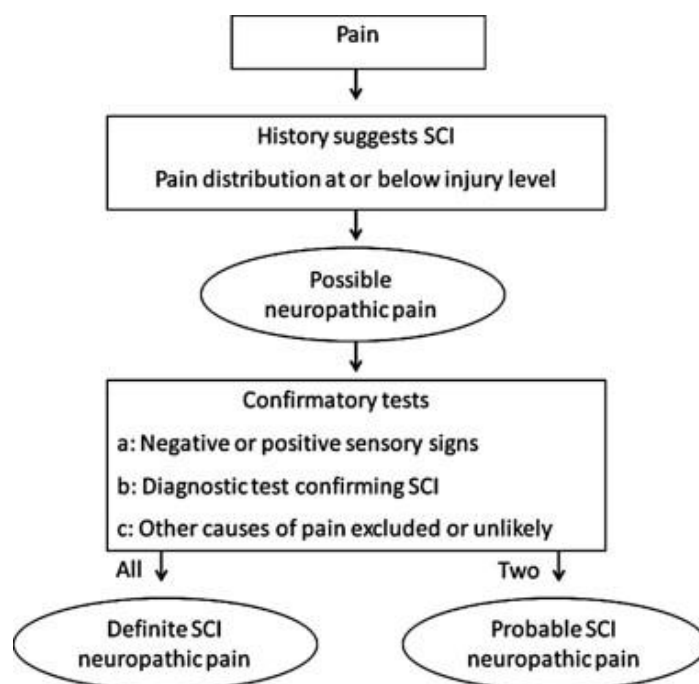 Pain
History suggests SCI
Pain distribution at or below injury level
Possible
neuropathic pain
Confirmatory tests
a: Negative or positive sensory signs
b: Diagnostic test confirming SCI
c: Other causes of pain excluded or unlikely
All
Two
Definite SCI
neuropathic pain
Probable SCI
neuropathic pain